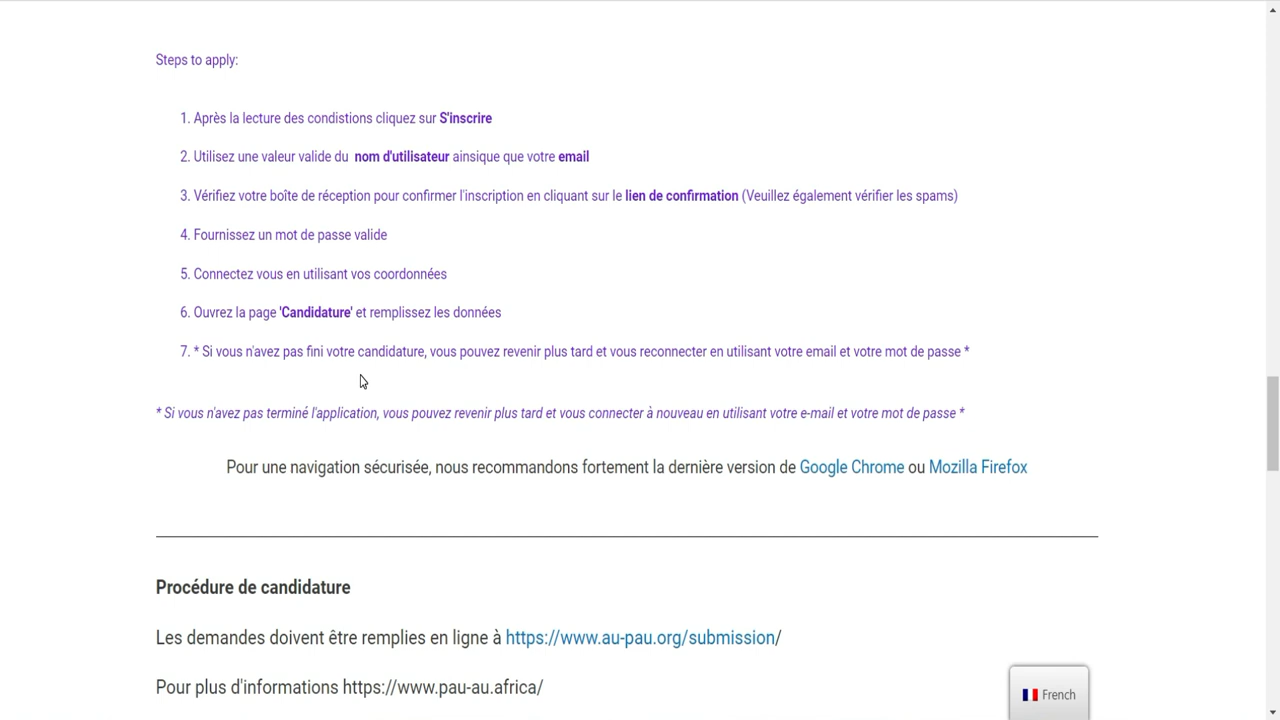 Steps to apply:
1. Après la lecture des condistions cliquez sur S'inscrire
2. Utilisez une valeur valide du nom d'utilisateur ainsique que votre email
3. Vérifiez votre boîte de réception pour confirmer l'inscription en cliquant sur le lien de confirmation (Veuillez également vérifier les spams)
4. Fournissez un mot de passe valide
5. Connectez vous en utilisant vos coordonnées
6. Ouvrez la page 'Candidature' et remplissez les données
7. * Si vous n'avez pas fini votre candidature, vous pouvez revenir plus tard et vous reconnecter en utilisant votre email et votre mot de passe *
* Si vous n'avez pas terminé l'application, vous pouvez revenir plus tard et vous connecter à nouveau en utilisant votre e-mail et votre mot de passe *
Pour une navigation sécurisée, nous recommandons fortement la dernière version de Google Chrome ou Mozilla Firefox
Procédure de candidature
Les demandes doivent être remplies en ligne à https://www.au-pau.org/submission/
Pour plus d'informations https://www.pau-au.africa/
French